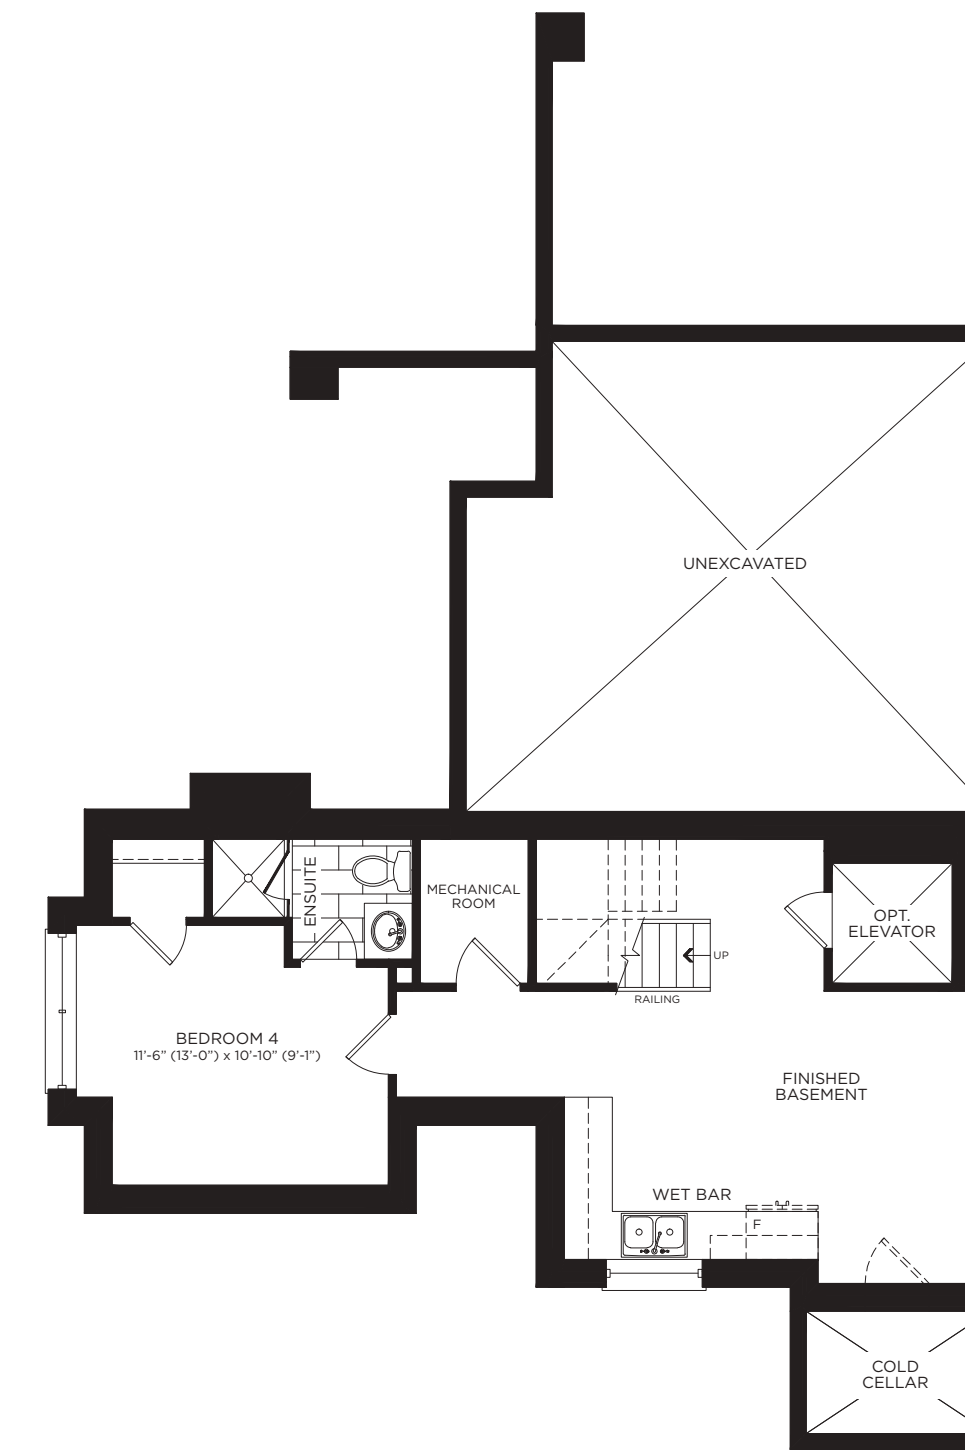 UNEXCAVATED
ENSUITE
MECHANICAL
ROOM
OPT.
ELEVATOR
UP
RAILING
BEDROOM 4
11'-6" (13'-0") x 10'-10" (9'-1")
FINISHED
BASEMENT
WET BAR
F
COLD
CELLAR